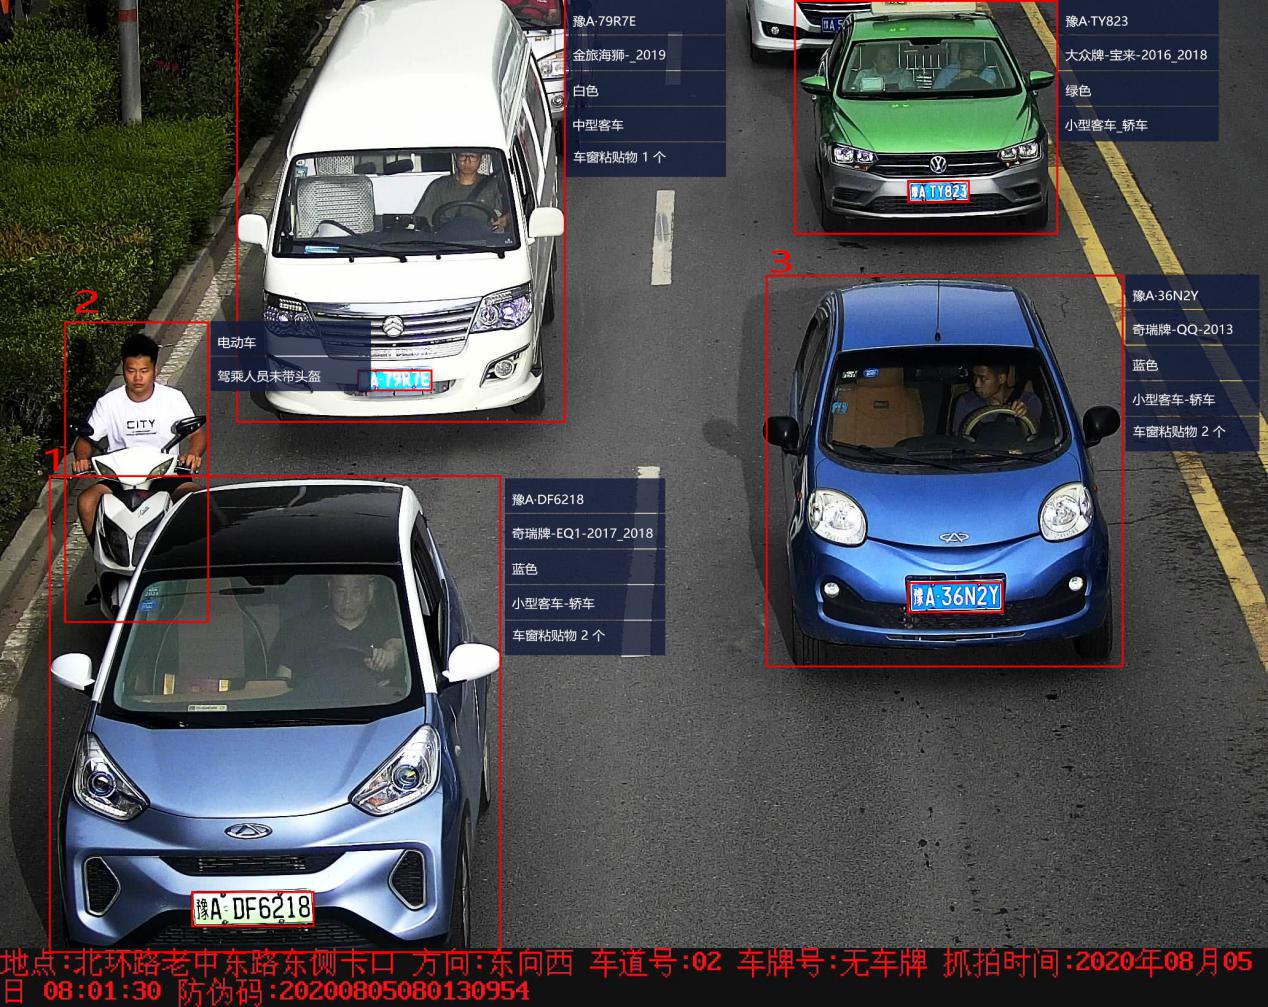 豫A·79R7E
金旅海狮-_2019
白色
中型客车
车窗粘贴物 1 个
豫A·TY823
大众牌-宝来-2016_2018
绿色
小型客车_轿车
豫A·TY823
3
豫A·36N2Y
奇瑞牌-QQ-2013
蓝色
小型客车-轿车
车窗粘贴物 2 个
2
电动车
驾乘人员未带头盔
A·79R7E
CITY
1
豫A·DF6218
奇瑞牌-EQ1-2017_2018
蓝色
小型客车-轿车
车窗粘贴物 2 个
豫A·36N2Y
豫A·DF6218
地点:北环路老中东路东侧卡口 方向:东向西 车道号:02 车牌号:无车牌 抓拍时间:2020年08月05
日 08:01:30 防伪码:20200805080130954